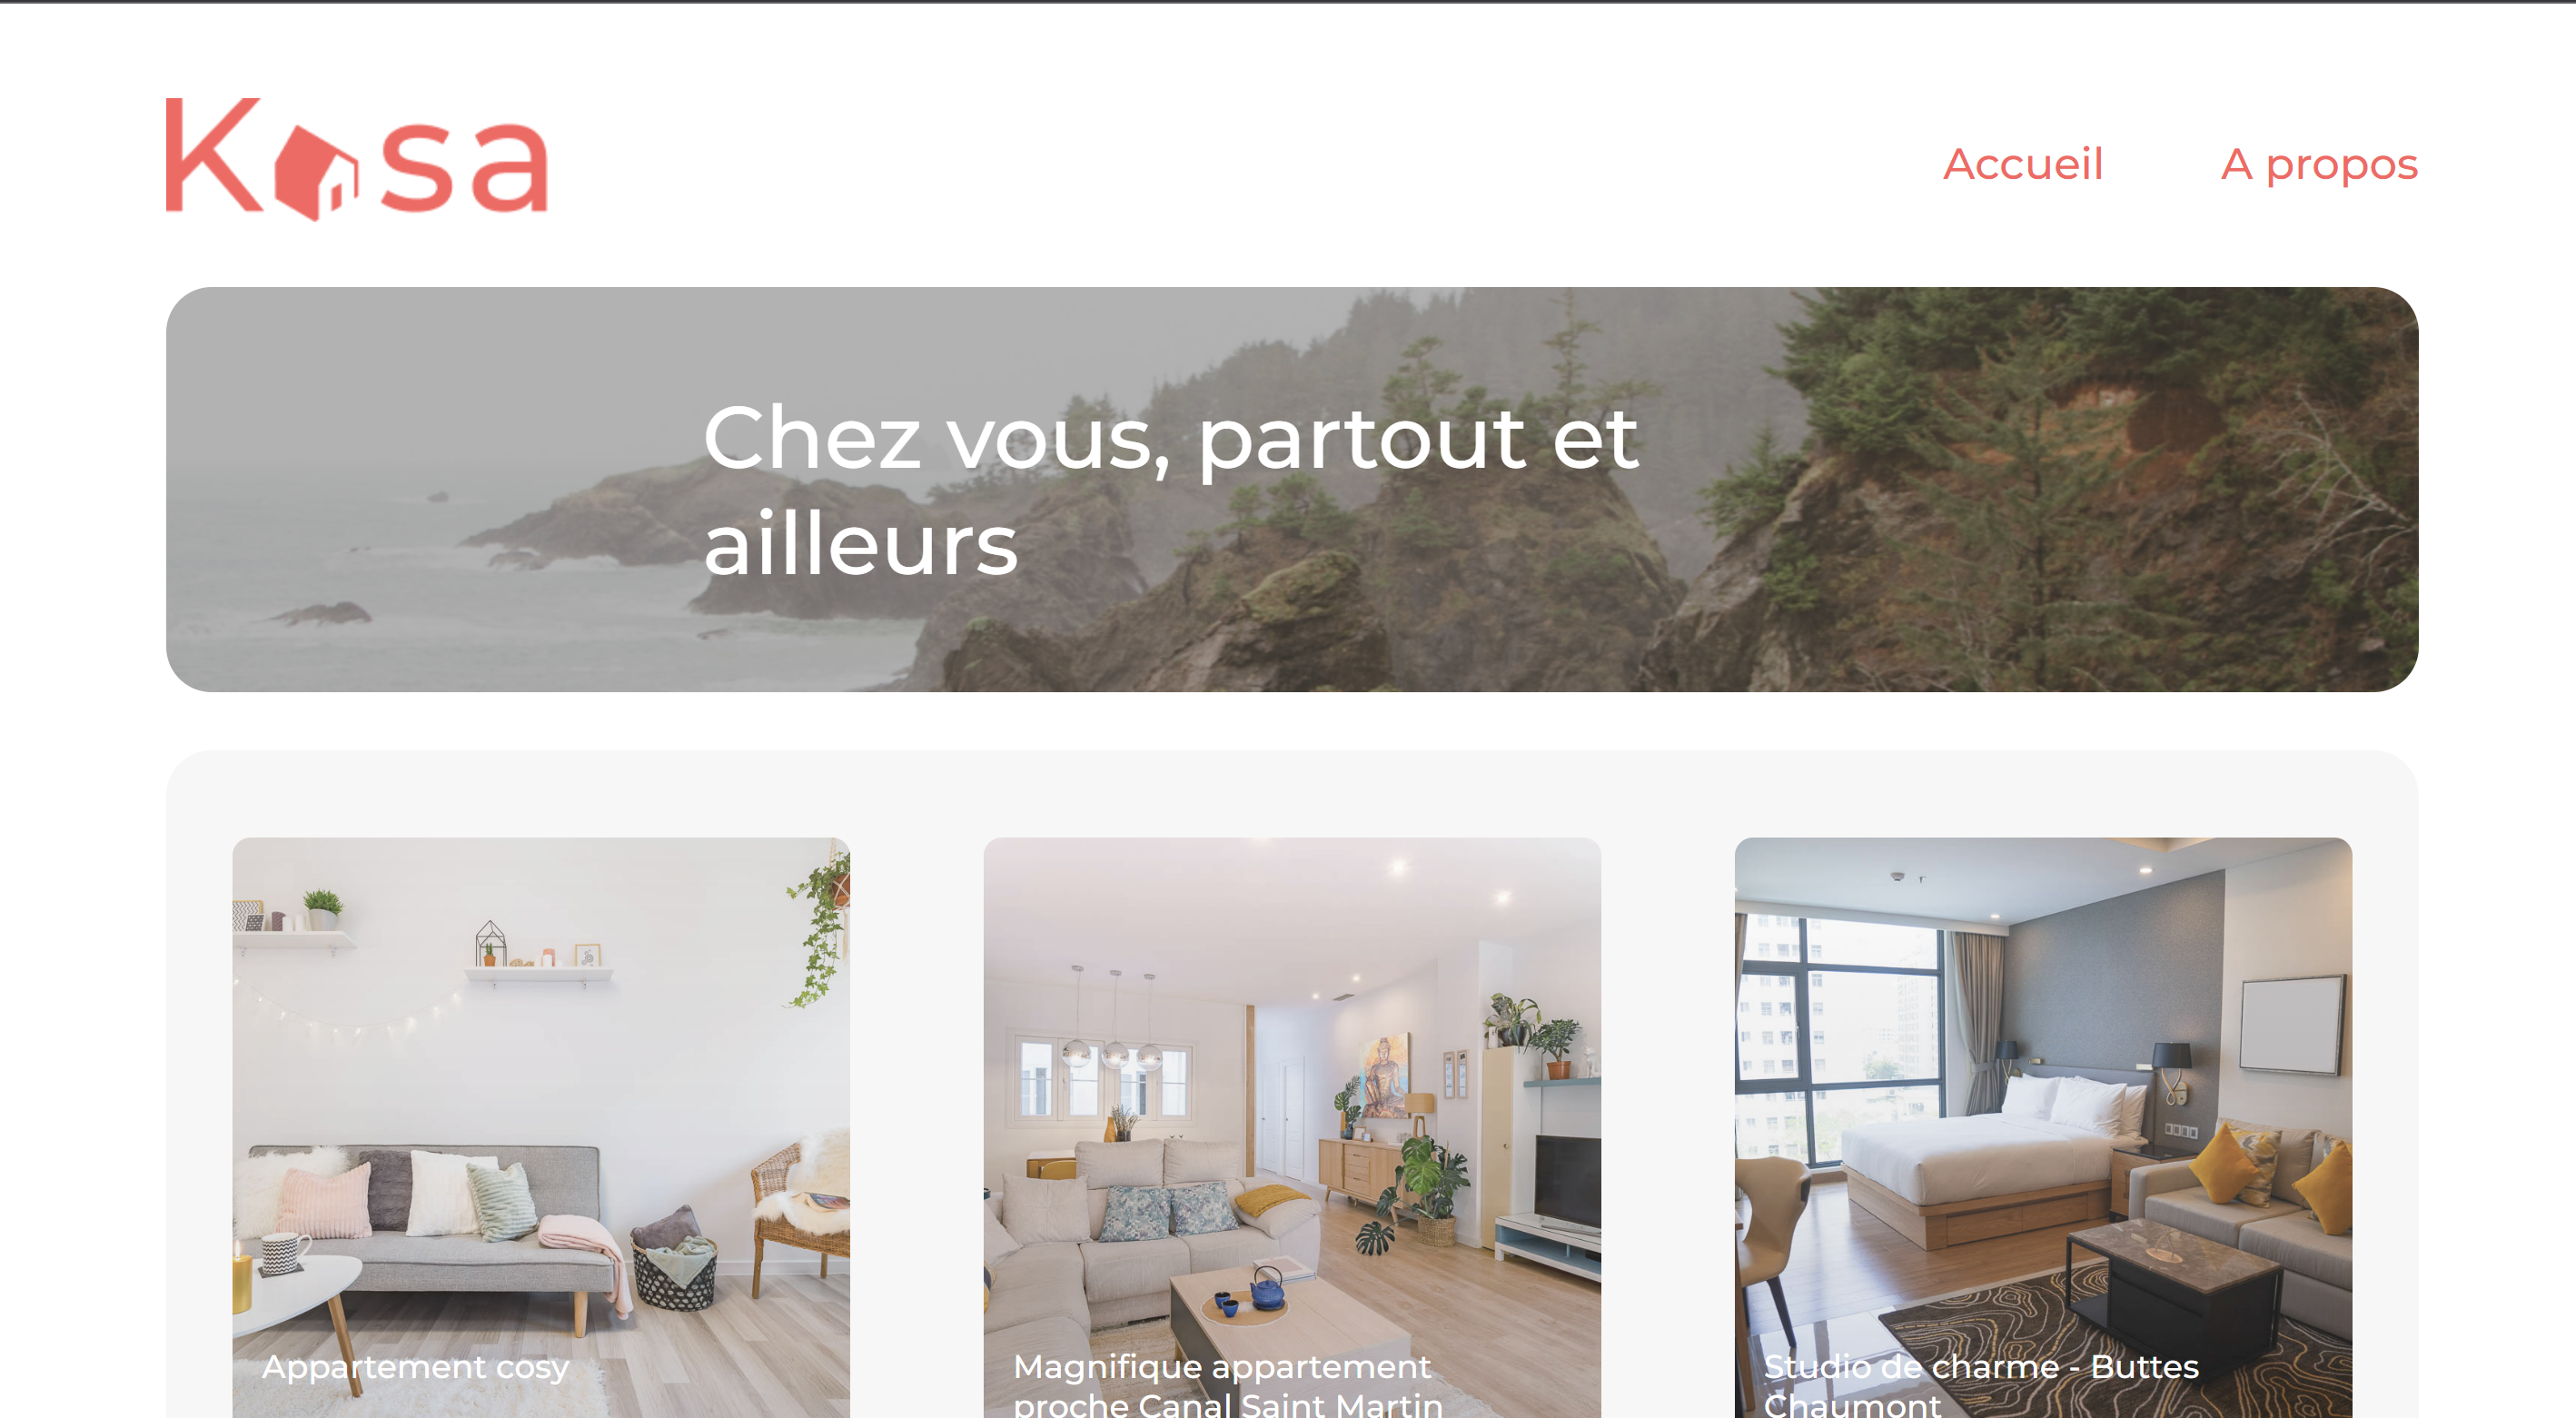 Kasa
Accueil
A propos
Chez vous, partout et
ailleurs
Appartement cosy
Magnifique appartement
proche Canal Saint Martin
Studio de charme - Buttes
Chaumont